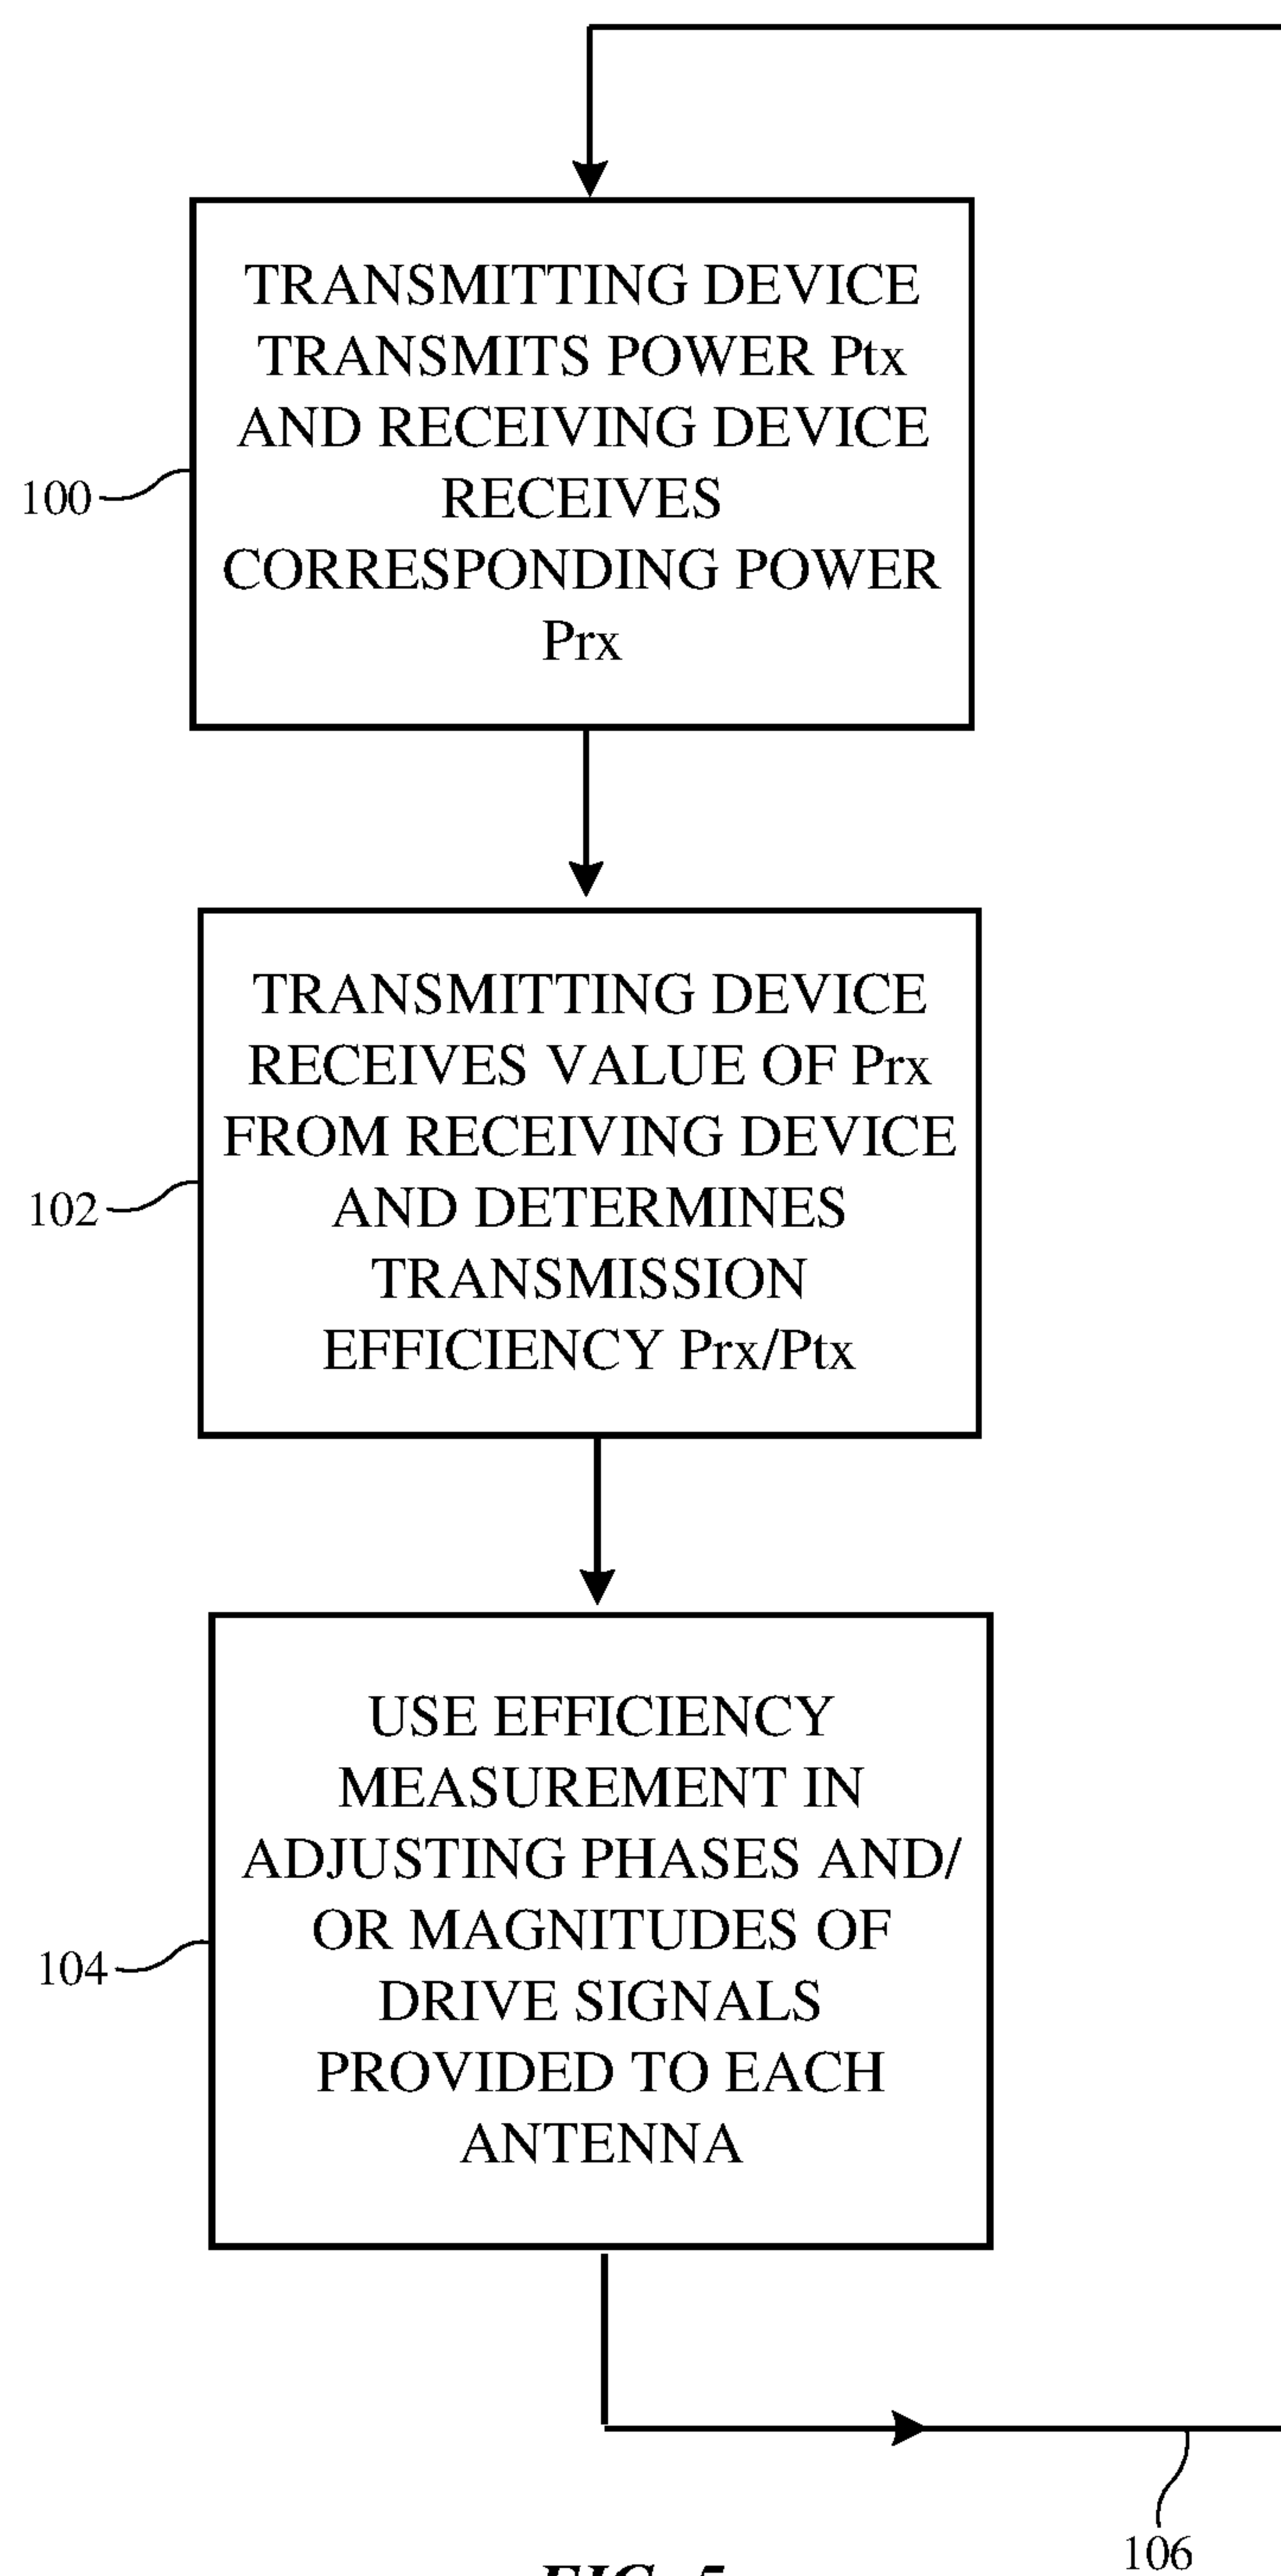 TRANSMITTING DEVICE
TRANSMITS POWER Ptx
AND RECEIVING DEVICE
RECEIVES
CORRESPONDING POWER
Prx
100
TRANSMITTING DEVICE
RECEIVES VALUE OF Prx
FROM RECEIVING DEVICE
AND DETERMINES
TRANSMISSION
EFFICIENCY Prx/Ptx
102
USE EFFICIENCY
MEASUREMENT IN
ADJUSTING PHASES AND/
OR MAGNITUDES OF
DRIVE SIGNALS
PROVIDED TO EACH
ANTENNA
104
106